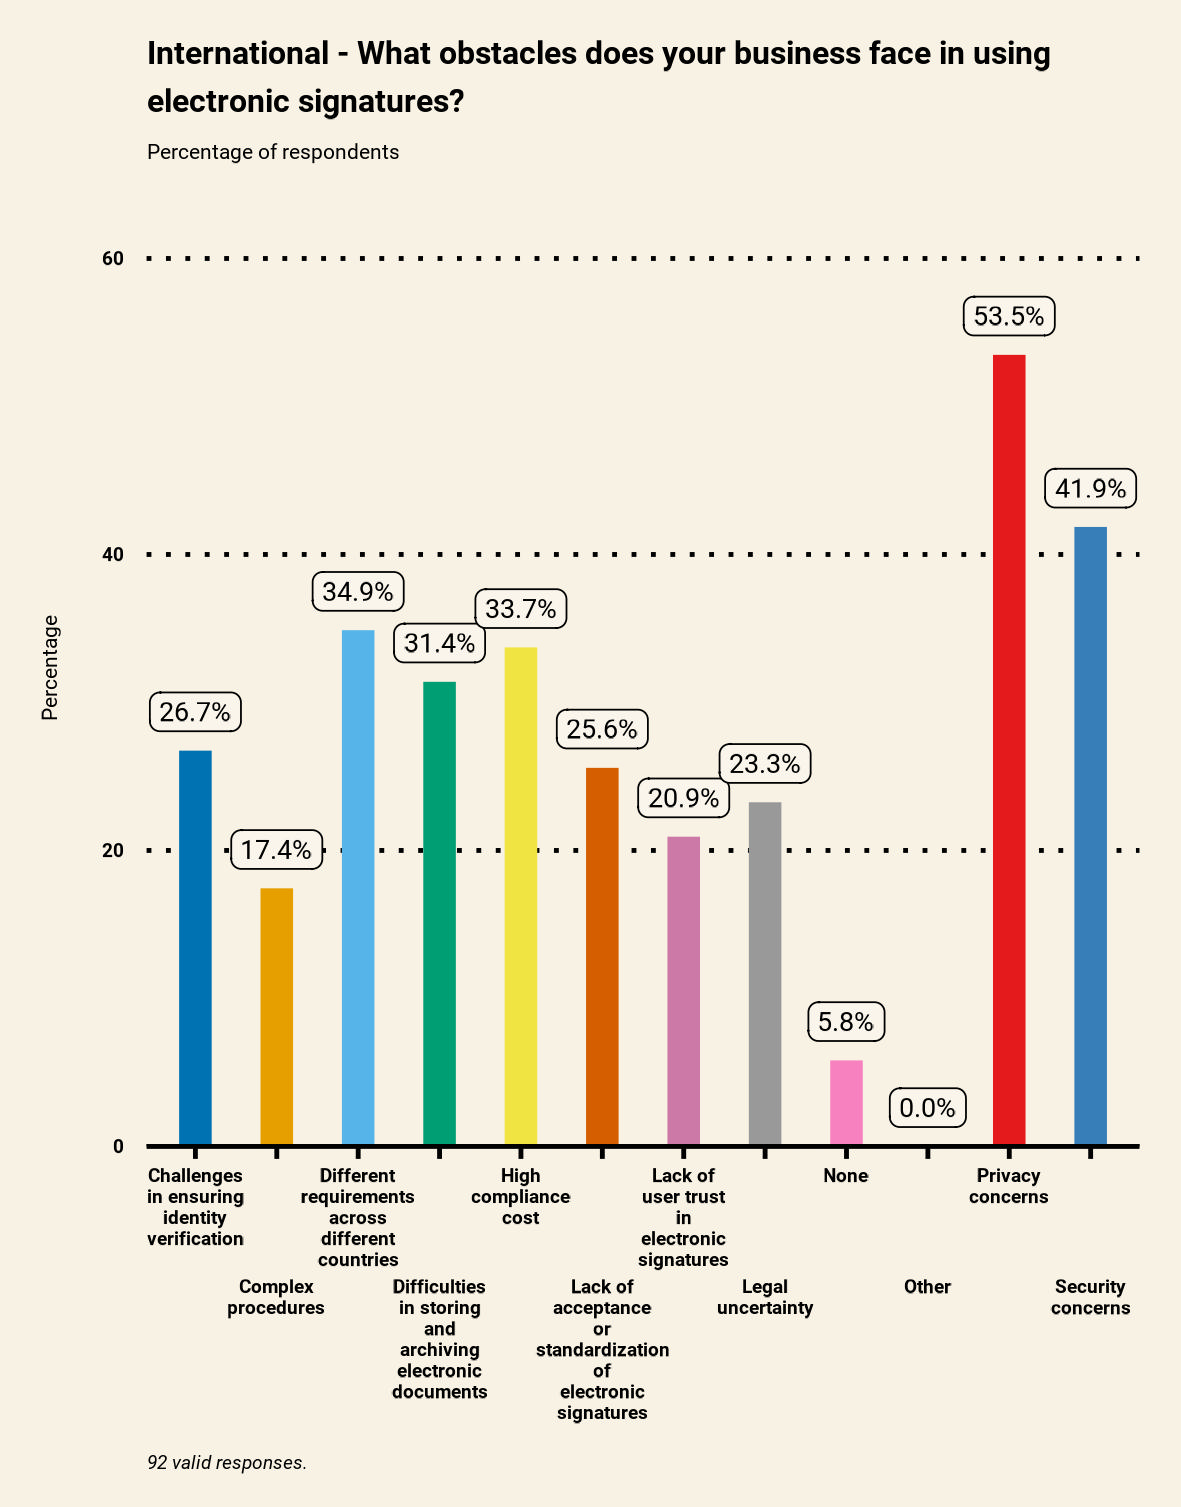 International - What obstacles does your business face in using
electronic signatures?
Percentage of respondents
60
53.5%
41.9%
40
34.9%
33.7%
31.4%
26.7%
25.6%
23.3%
20.9%
17.4%
20
5.8%
0.0%
0
Percentage
Challenges
in ensuring
identity
verification
Complex
procedures
Different
requirements
across
different
countries
Difficulties
in storing
and
archiving
electronic
documents
High
compliance
cost
Lack of
acceptance
or
standardization
of
electronic
signatures
Lack of
user trust
in
electronic
signatures
Legal
uncertainty
None
Other
Privacy
concerns
Security
concerns
92 valid responses.